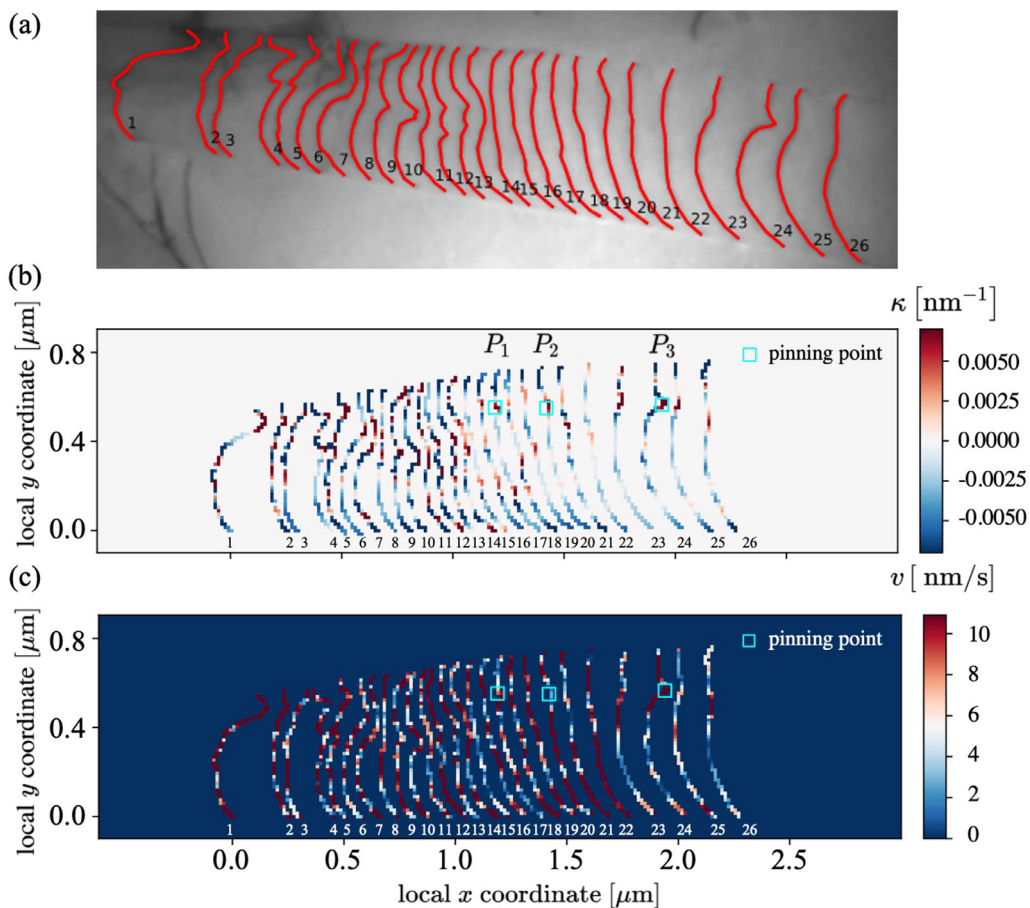 (a)
1 2 3 4 5 6 7 8 9 10 11 12 13 14 15 16 17 18 19 20 21 22 23 24 25 26
(b)
κ [nm⁻¹]
local y coordinate [μm]
0.8
0.4
0.0
P₁ P₂ P₃
pinning point
0.0050
0.0025
0.0000
-0.0025
-0.0050
1 2 3 4 5 6 7 8 9 10 11 12 13 14 15 16 17 18 19 20 21 22 23 24 25 26
(c)
v [ nm/s]
local y coordinate [μm]
0.8
0.4
0.0
pinning point
10
8
6
4
2
0
1 2 3 4 5 6 7 8 9 10 11 12 13 14 15 16 17 18 19 20 21 22 23 24 25 26
0.0 0.5 1.0 1.5 2.0 2.5
local x coordinate [μm]